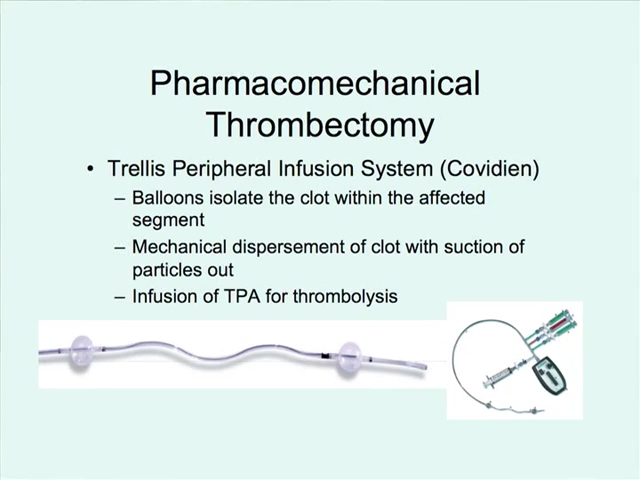 Pharmacomechanical
Thrombectomy
• Trellis Peripheral Infusion System (Covidien)
– Balloons isolate the clot within the affected
segment
– Mechanical dispersement of clot with suction of
particles out
– Infusion of TPA for thrombolysis